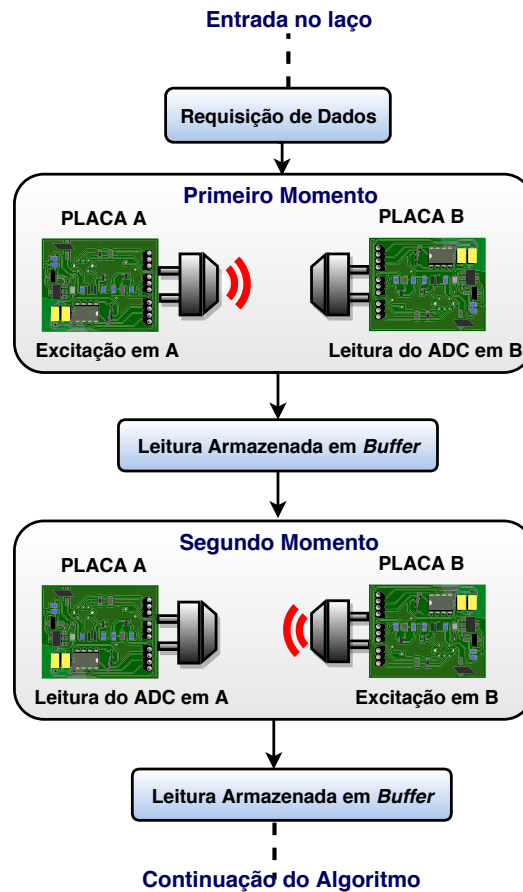 Entrada no laço
Requisição de Dados
Primeiro Momento
PLACA A
PLACA B
Excitação em A
Leitura do ADC em B
Leitura Armazenada em Buffer
Segundo Momento
PLACA A
PLACA B
Leitura do ADC em A
Excitação em B
Leitura Armazenada em Buffer
Continuação do Algoritmo